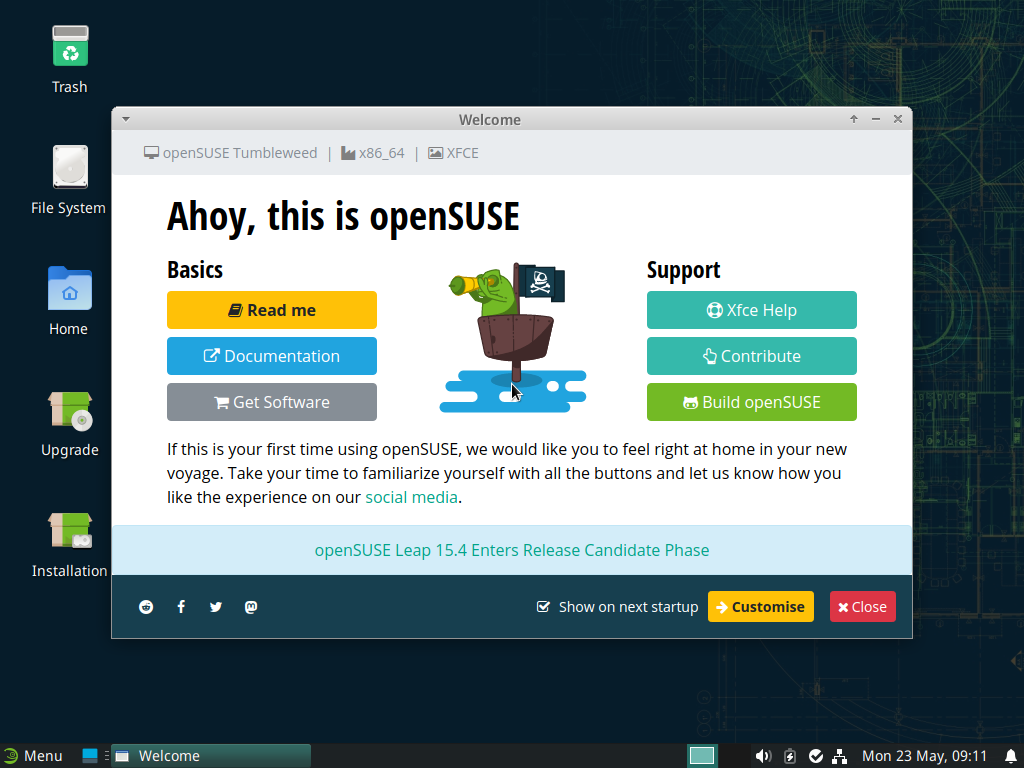 Trash
File System
Home
Upgrade
Installation
Welcome
openSUSE Tumbleweed | x86_64 | XFCE
Ahoy, this is openSUSE
Basics
Read me
Documentation
Get Software
Support
Xfce Help
Contribute
Build openSUSE
If this is your first time using openSUSE, we would like you to feel right at home in your new
voyage. Take your time to familiarize yourself with all the buttons and let us know how you
like the experience on our social media.
openSUSE Leap 15.4 Enters Release Candidate Phase
Show on next startup
Customise
Close
Menu
Welcome
Mon 23 May, 09:11